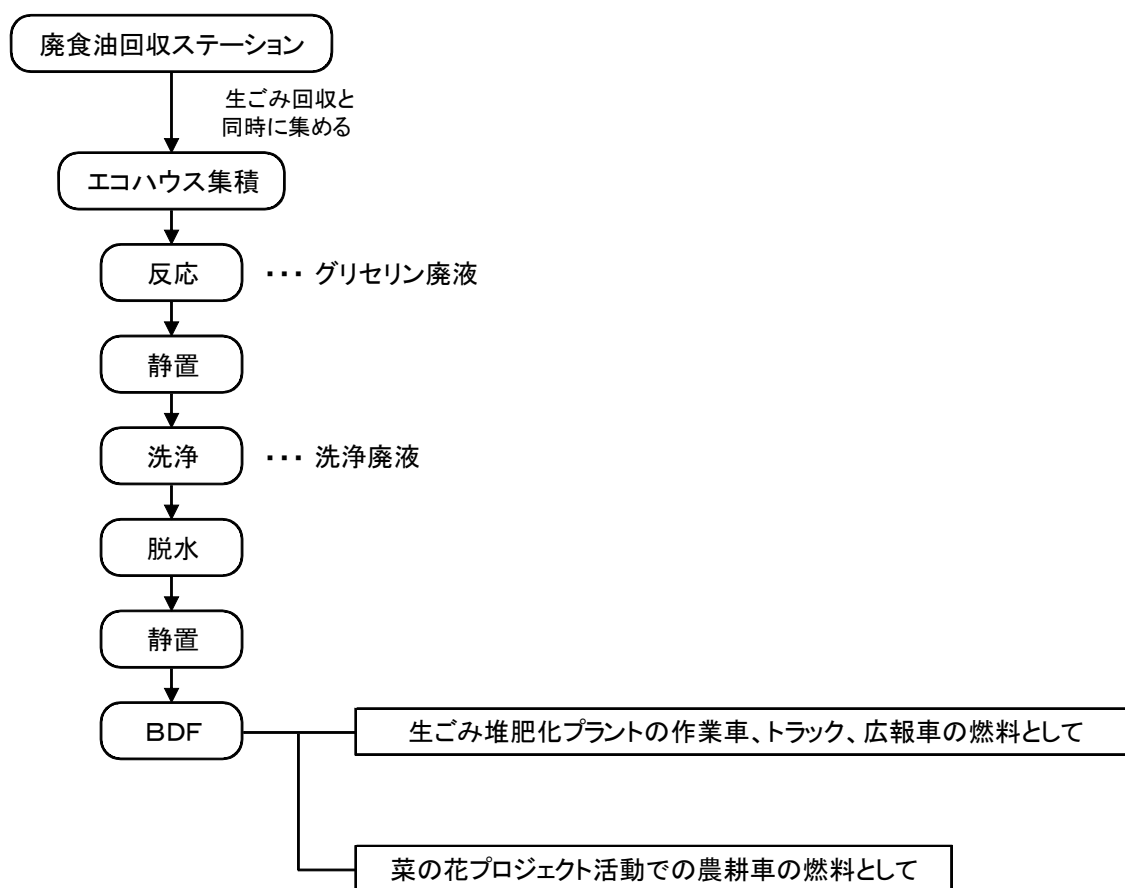 廃食油回収ステーション
生ごみ回収と
同時に集める
エコハウス集積
反応
・・・ グリセリン廃液
静置
洗浄
・・・ 洗浄廃液
脱水
静置
ＢＤＦ
生ごみ堆肥化プラントの作業車、トラック、広報車の燃料として
菜の花プロジェクト活動での農耕車の燃料として